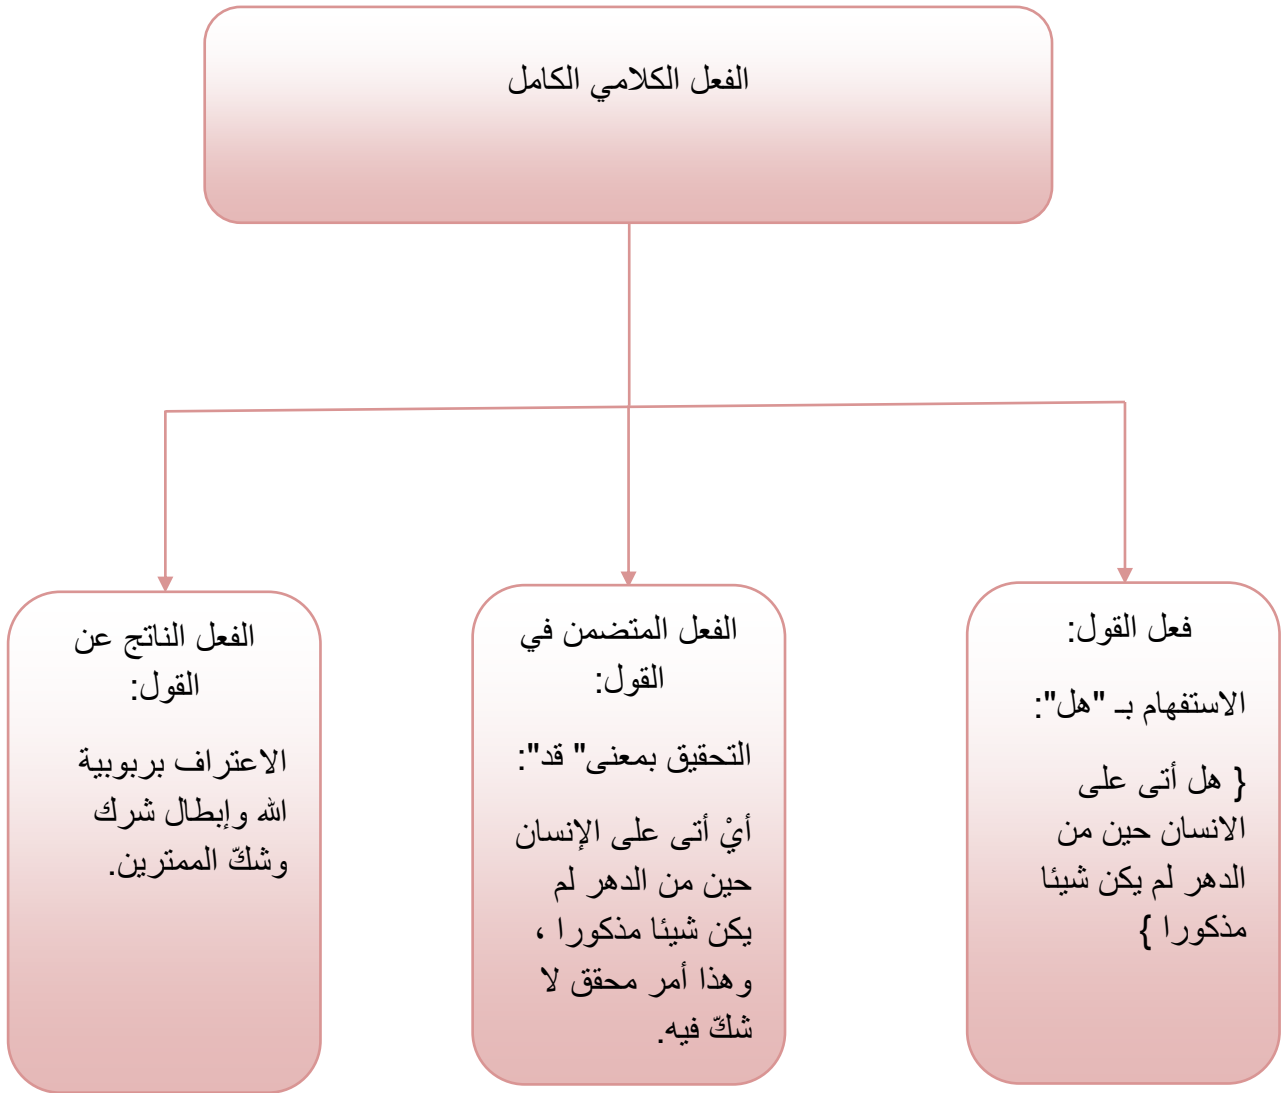 الفعل الكلامي الكامل
فعل القول:
الاستفهام بـ "هل":
{ هل أتى على
الانسان حين من
الدهر لم يكن شيئا
مذكورا }
الفعل المتضمن في
القول:
التحقيق بمعنى" قد":
أيْ أتى على الإنسان
حين من الدهر لم
يكن شيئا مذكورا ،
وهذا أمر محقق لا
شكّ فيه.
الفعل الناتج عن
القول:
الاعتراف بربوبية
الله وإبطال شرك
وشكّ الممترين.